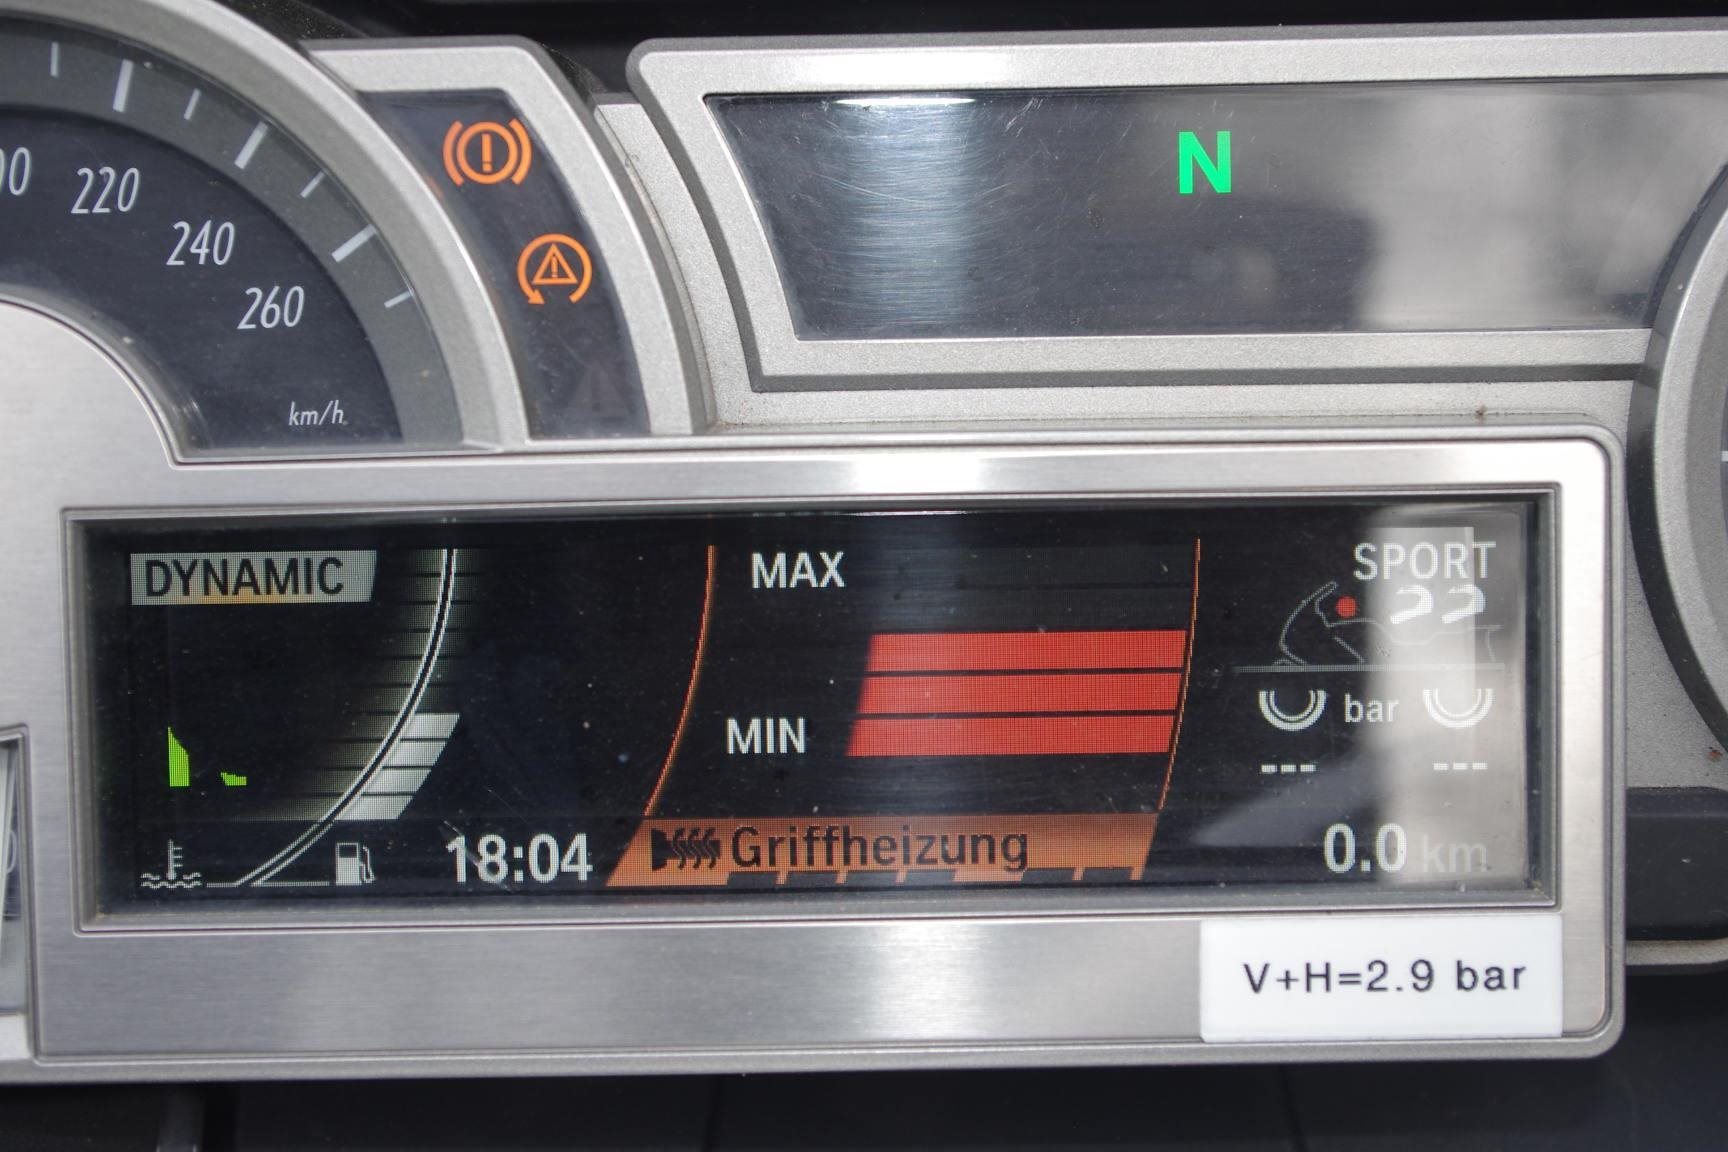 220
240
260
km/h
N
DYNAMIC
MAX
SPORT
MIN
bar
--- ---
18:04
Griffheizung
0.0 km
V+H=2.9 bar